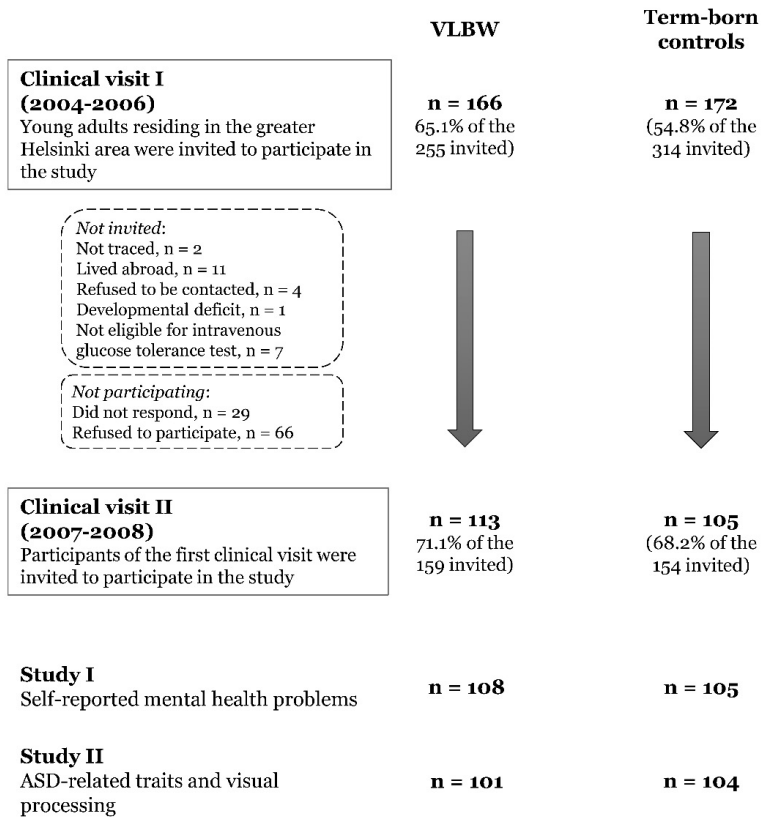 VLBW
Term-born
controls
Clinical visit I
(2004-2006)
Young adults residing in the greater
Helsinki area were invited to participate in
the study
n = 166
65.1% of the
255 invited)
n = 172
(54.8% of the
314 invited)
Not invited:
Not traced, n = 2
Lived abroad, n = 11
Refused to be contacted, n = 4
Developmental deficit, n = 1
Not eligible for intravenous
glucose tolerance test, n = 7
Not participating:
Did not respond, n = 29
Refused to participate, n = 66
Clinical visit II
(2007-2008)
Participants of the first clinical visit were
invited to participate in the study
n = 113
71.1% of the
159 invited)
n = 105
(68.2% of the
154 invited)
Study I
Self-reported mental health problems
n = 108
n = 105
Study II
ASD-related traits and visual
processing
n = 101
n = 104